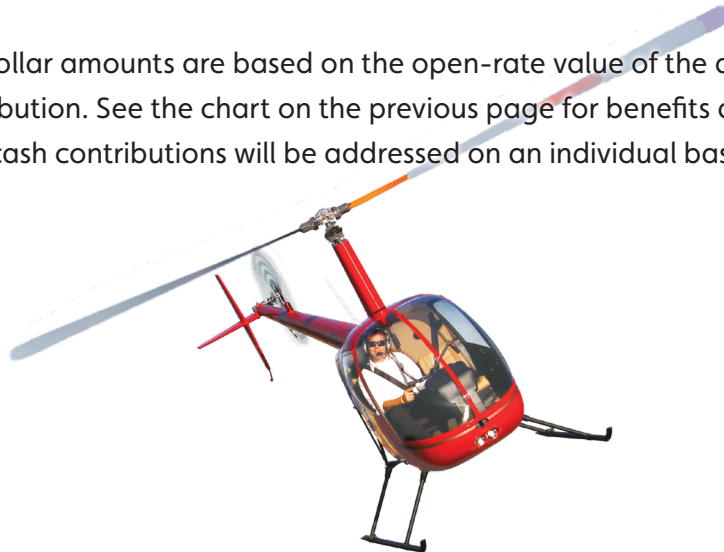 ollar amounts are based on the open-rate value of the
bution. See the chart on the previous page for benefits
cash contributions will be addressed on an individual bas